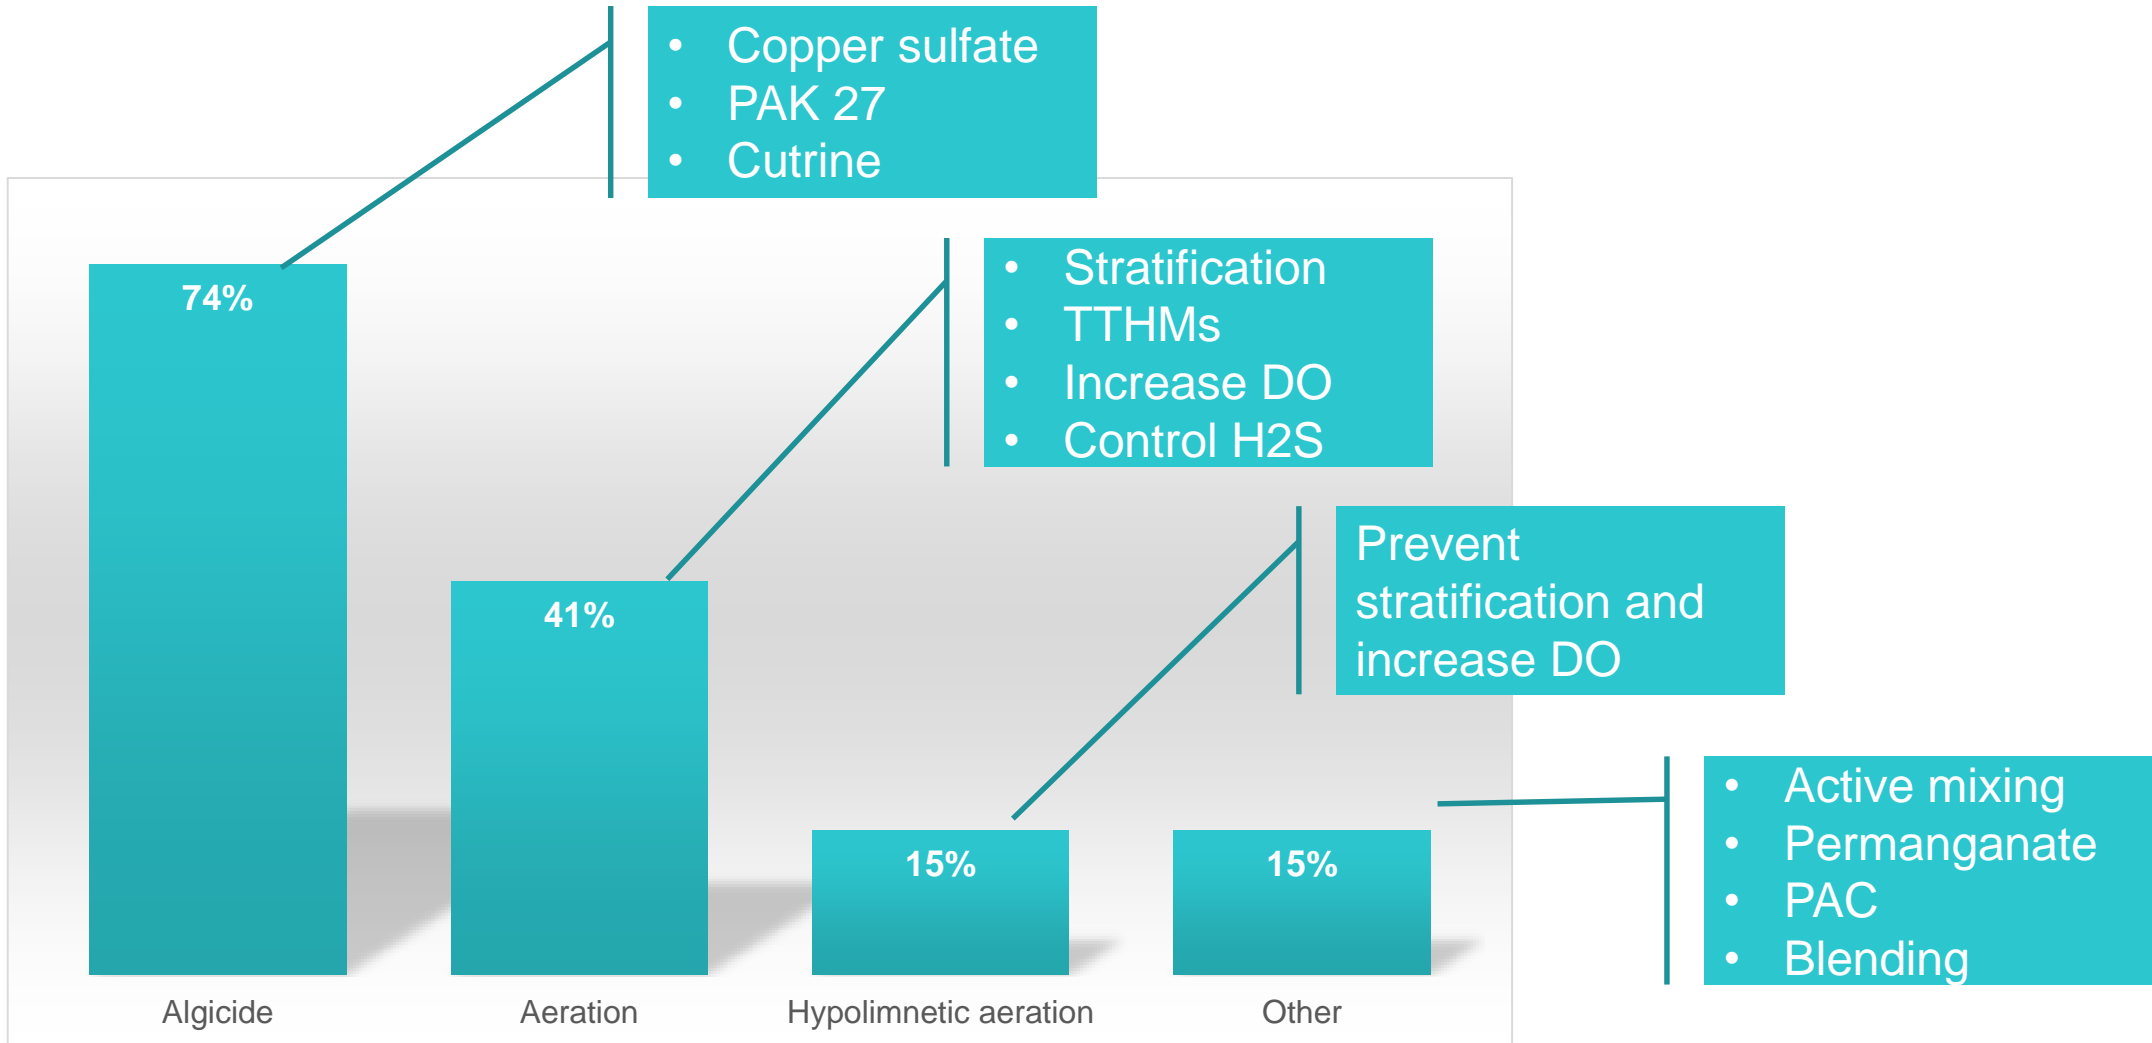 • Copper sulfate
• PAK 27
• Cutrine
74%
• Stratification
• TTHMs
• Increase DO
• Control H2S
41%
Prevent
stratification and
increase DO
15%
15%
• Active mixing
• Permanganate
• PAC
• Blending
Algicide
Aeration
Hypolimnetic aeration
Other